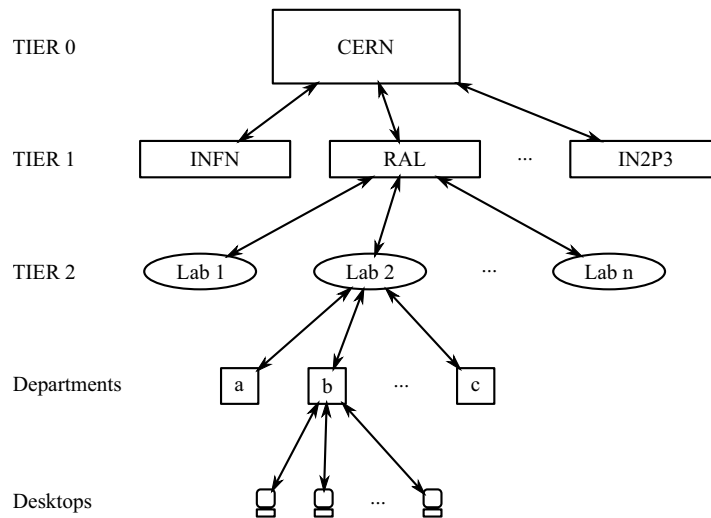 TIER 0
CERN
TIER 1
INFN
RAL
...
IN2P3
TIER 2
Lab 1
Lab 2
...
Lab n
Departments
a
b
...
c
Desktops
...